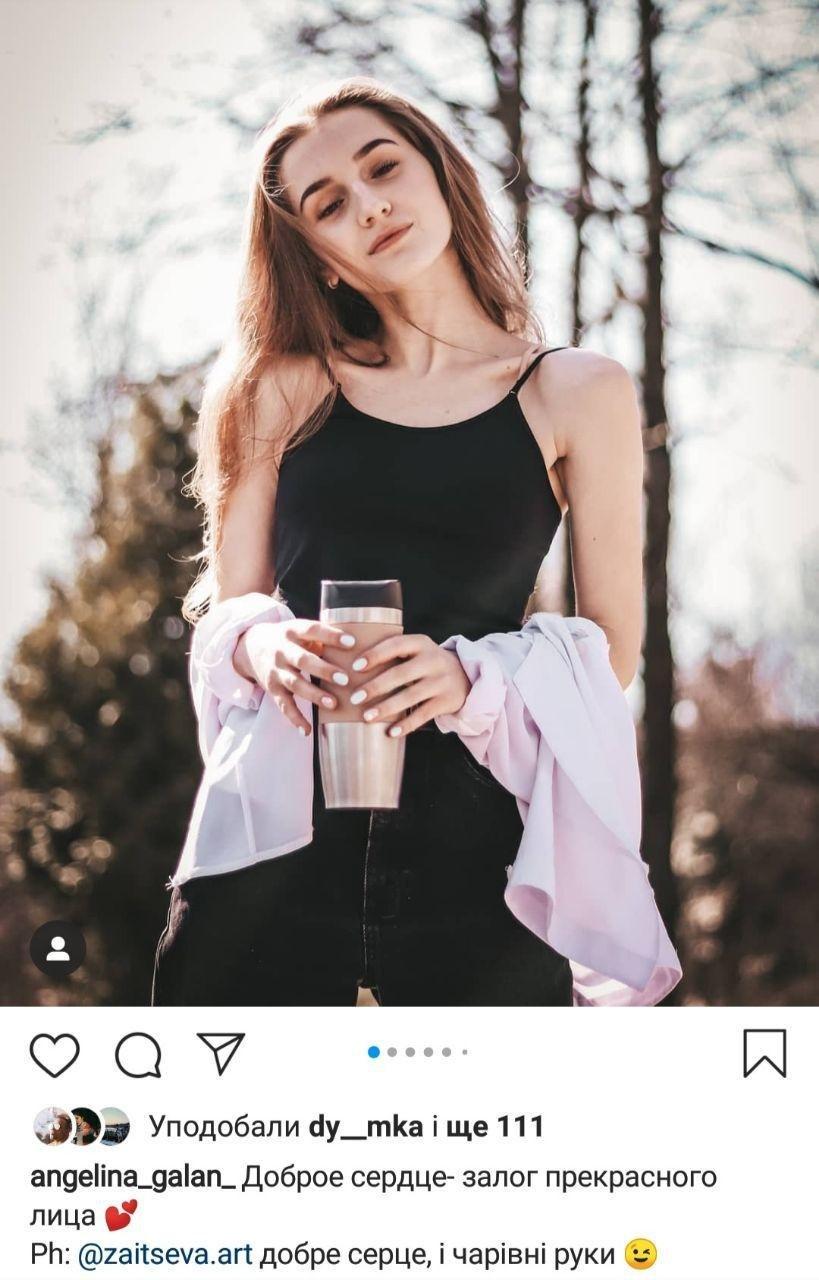 Уподобали dy__mka і ще 111
angelina_galan_ Доброе сердце- залог прекрасного
лица 💕
Ph: @zaitseva.art добре серце, і чарівні руки 😉